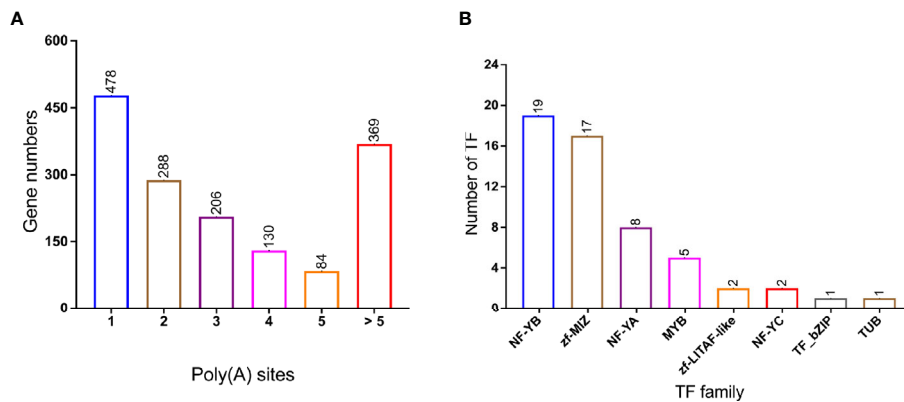 A
Gene numbers
600
450
300
150
0
478
288
206
130
84
369
1 2 3 4 5 > 5
Poly(A) sites
B
Number of TF
24
20
16
12
8
4
0
19
17
8
5
2
2
1
1
NF-YB
zf-MIZ
NF-YA
MYB
zf-LITAF-like
NF-YC
TF_bZIP
TUB
TF family